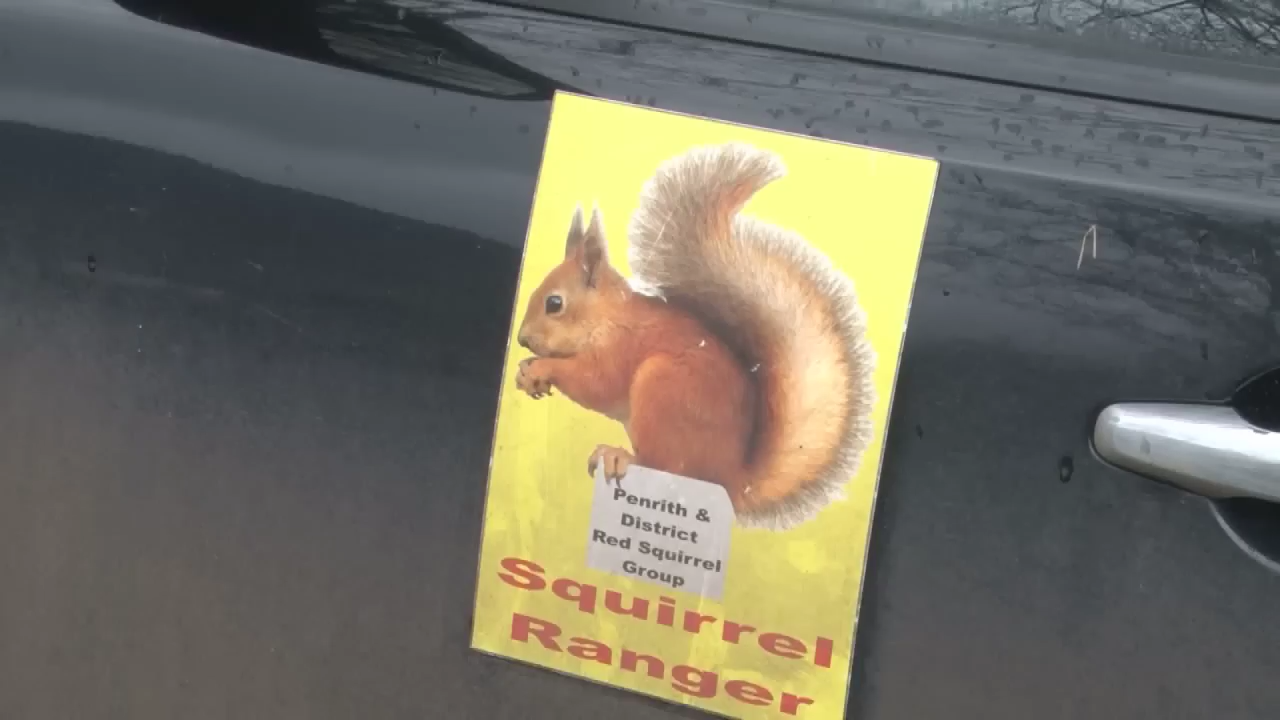 Penrith &
District
Red Squirrel
Group
Squirrel
Ranger